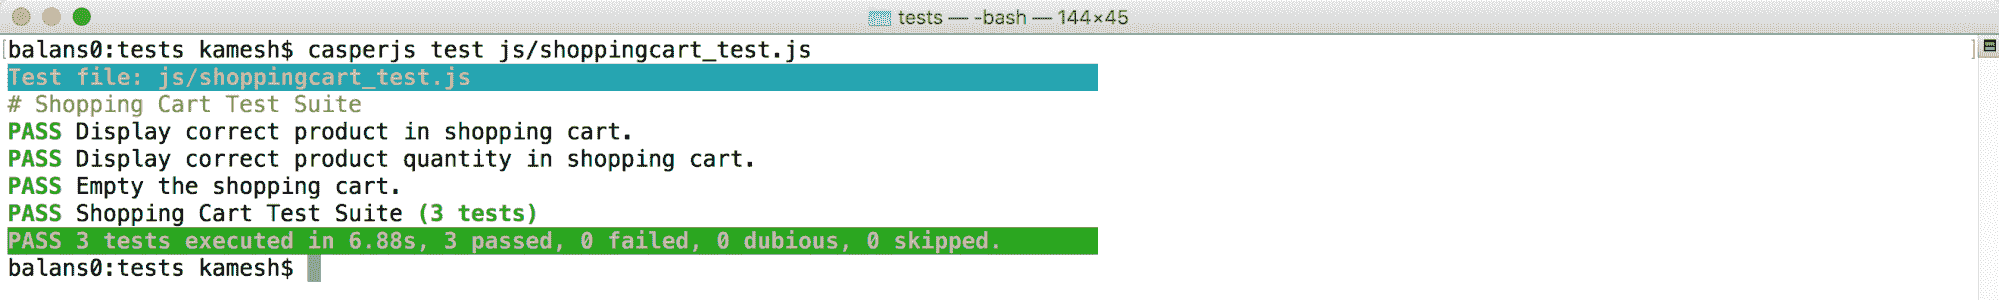 tests — -bash — 144×45
balans0:tests kamesh$ casperjs test js/shoppingcart_test.js
Test file: js/shoppingcart_test.js
# Shopping Cart Test Suite
PASS Display correct product in shopping cart.
PASS Display correct product quantity in shopping cart.
PASS Empty the shopping cart.
PASS Shopping Cart Test Suite (3 tests)
PASS 3 tests executed in 6.88s, 3 passed, 0 failed, 0 dubious, 0 skipped.
balans0:tests kamesh$